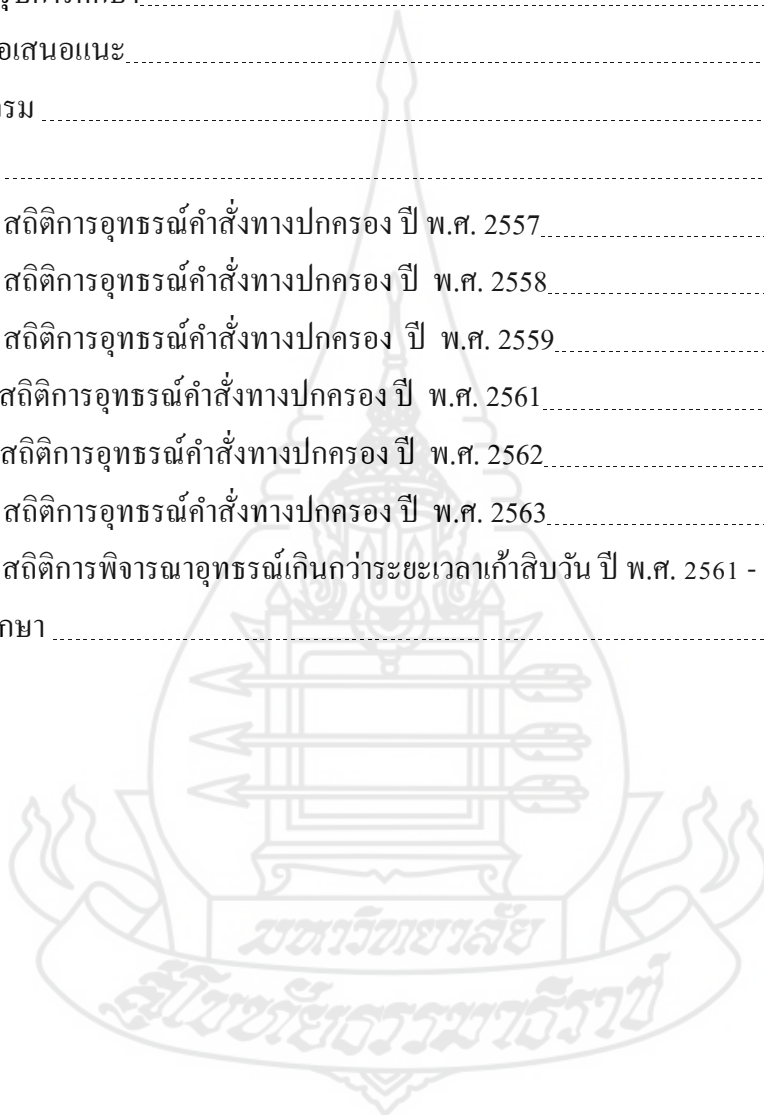 อเสนอแนะ
สถิติการอุทธรณ์คำสั่งทางปกครอง ปี พ.ศ. 2557
สถิติการอุทธรณ์คำสั่งทางปกครอง ปี พ.ศ. 2558
สถิติการอุทธรณ์คำสั่งทางปกครอง ปี พ.ศ. 2559
สถิติการอุทธรณ์คำสั่งทางปกครอง ปี พ.ศ. 2561
สถิติการอุทธรณ์คำสั่งทางปกครอง ปี พ.ศ. 2562
สถิติการอุทธรณ์คำสั่งทางปกครอง ปี พ.ศ. 2563
สถิติการพิจารณาอุทธรณ์เกินกว่าระยะเวลาเก้าสิบวัน ปี พ.ศ. 2561 -
กษา
มหาวิทยาลัย
สุโขทัยธรรมาธิราช